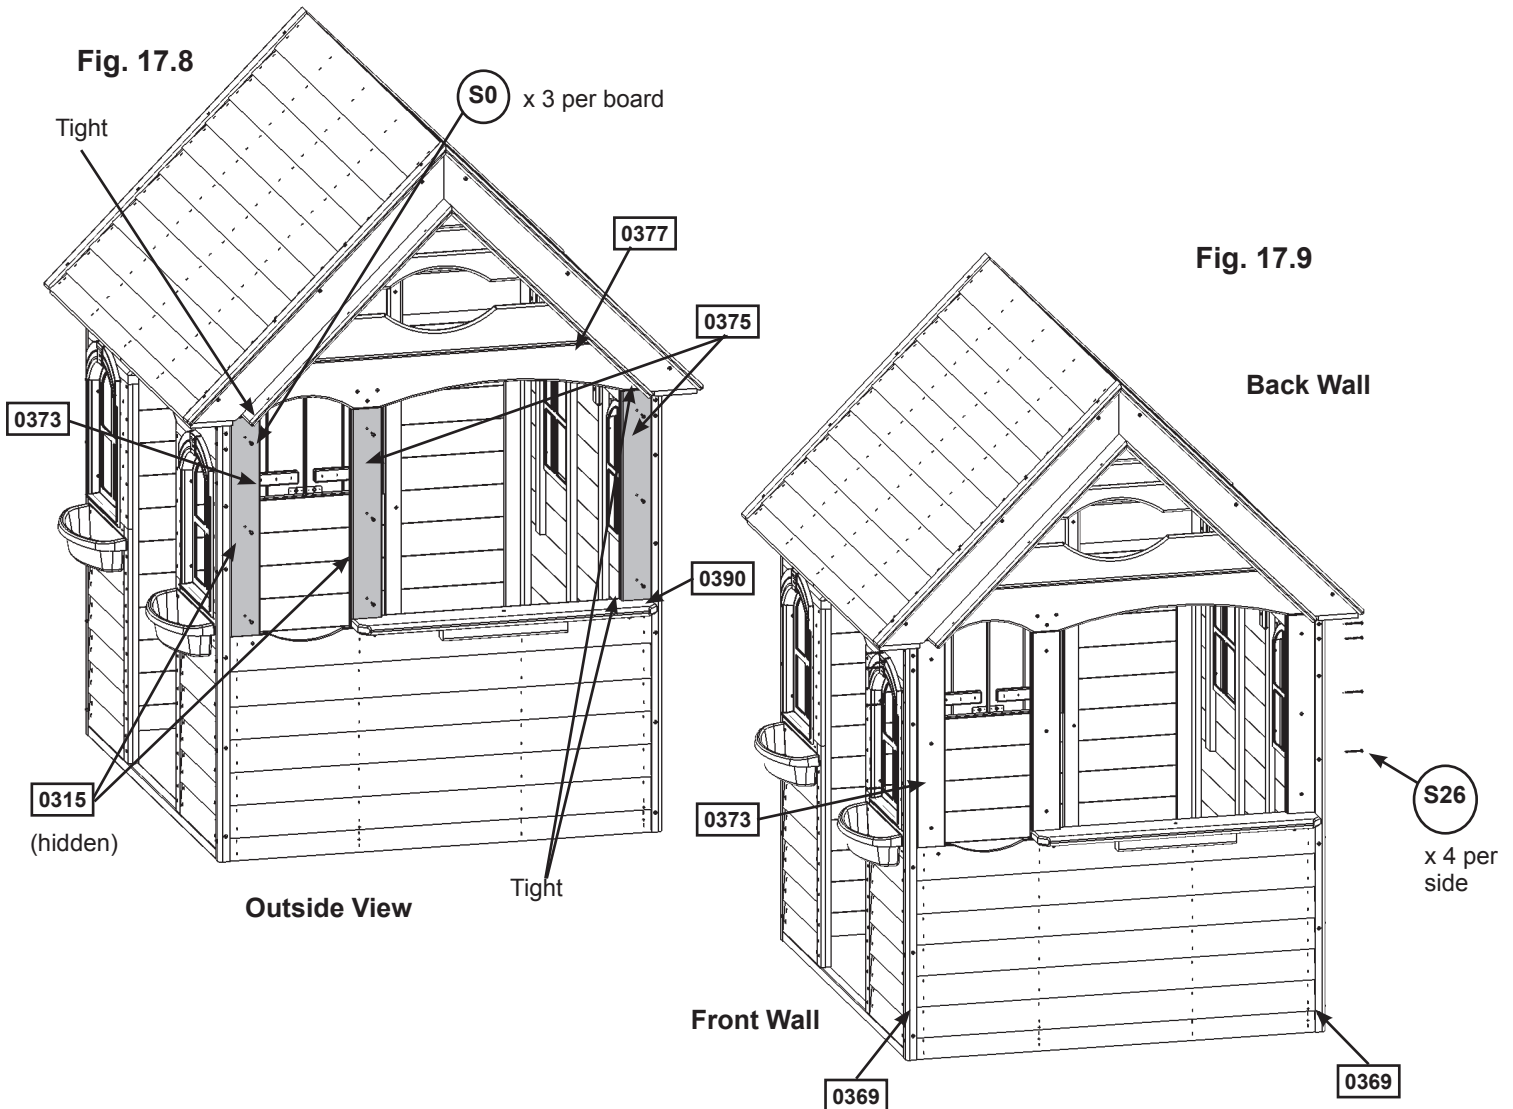 Fig. 17.8
S0 x 3 per board
Tight
0377
0375
0373
0390
0315
(hidden)
Tight
Outside View
Fig. 17.9
Back Wall
S26
x 4 per
side
0373
Front Wall
0369
0369